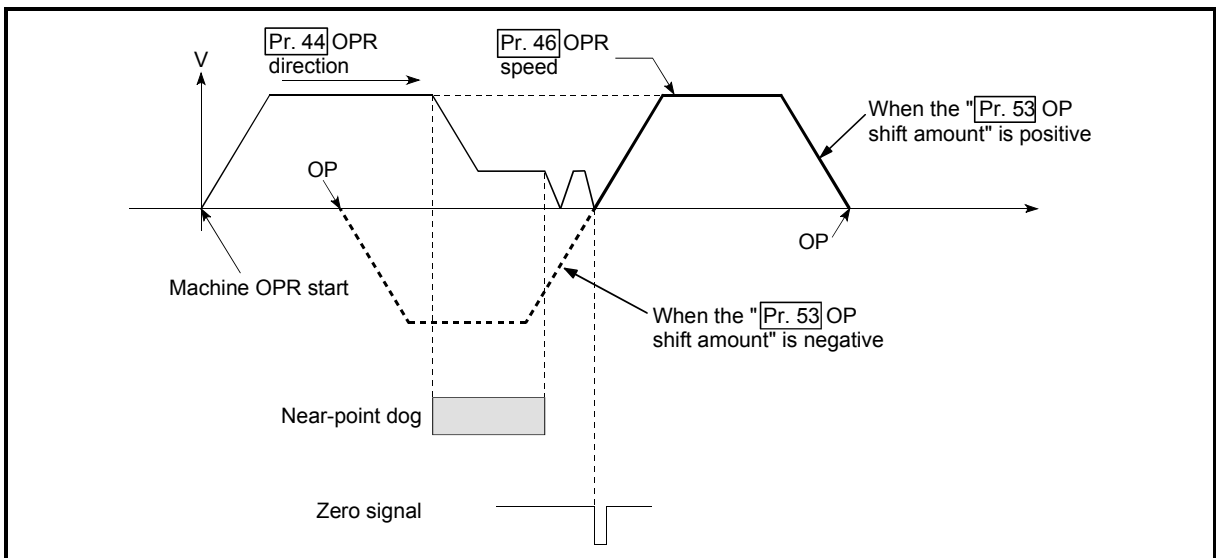 Pr. 44 OPR
direction
Pr. 46 OPR
speed
V
When the "Pr. 53 OP
shift amount" is positive
OP
OP
Machine OPR start
When the "Pr. 53 OP
shift amount" is negative
Near-point dog
Zero signal